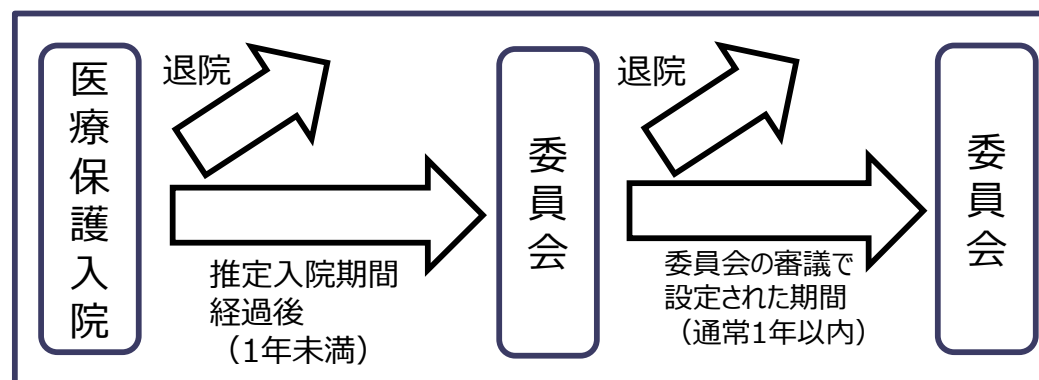 医療保護入院
退院
推定入院期間
経過後
（1年未満）
委員会
退院
委員会の審議で
設定された期間
（通常1年以内）
委員会